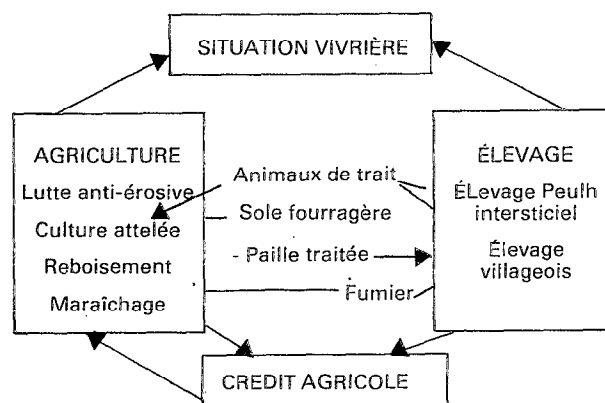 SITUATION VIVRIÈRE
AGRICULTURE
Lutte anti-érosive
Culture attelée
Reboisement
Maraîchage
Animaux de trait
Sole fourragère
- Paille traitée
Fumier
ÉLEVAGE
ÉLevage Peulh
intersticiel
Élevage
villageois
CREDIT AGRICOLE